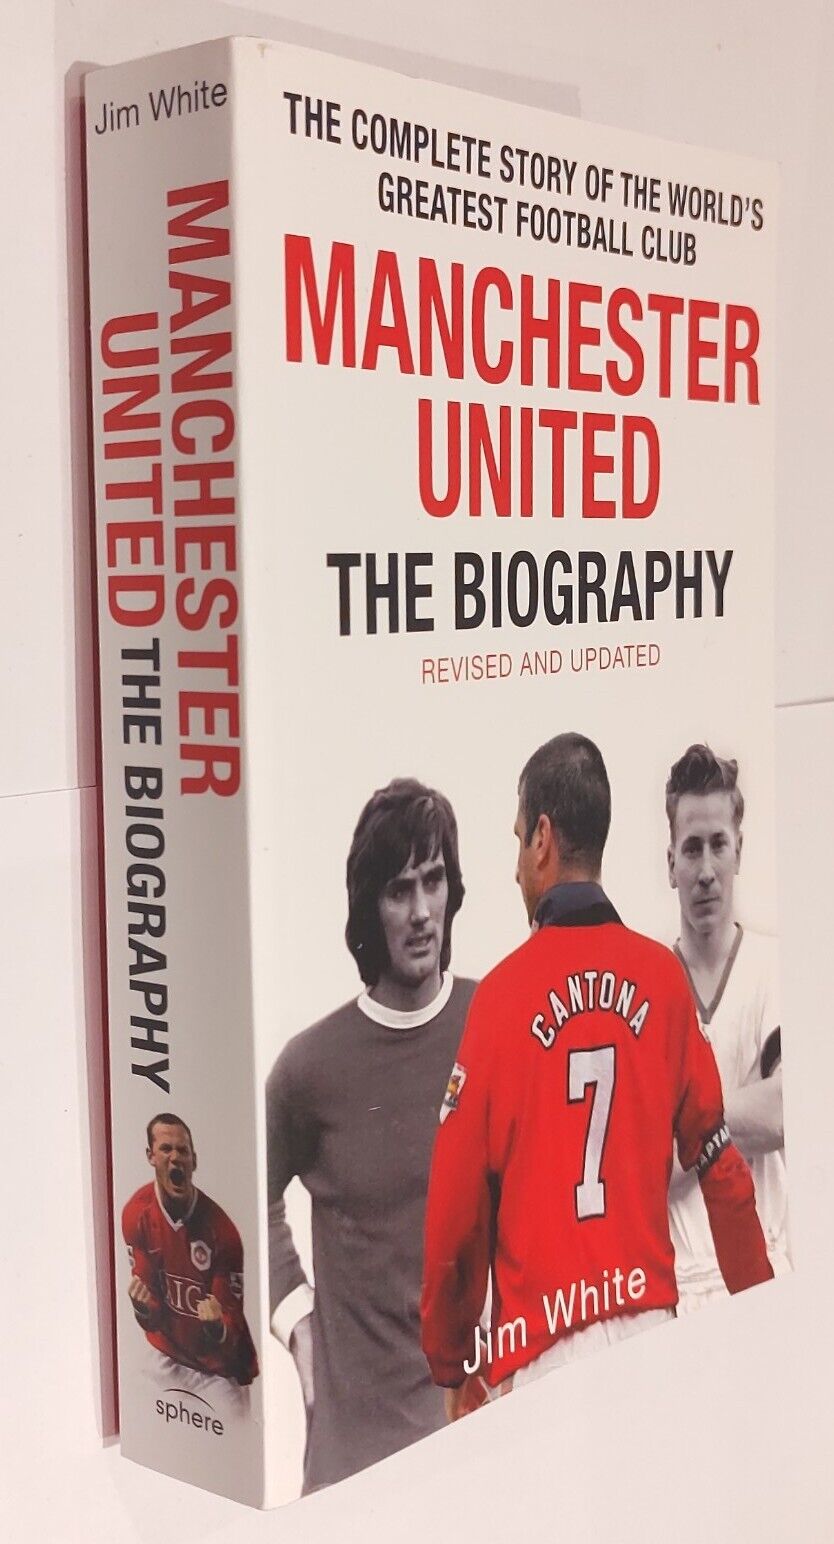 Jim White
MANCHESTER
UNITED THE BIOGRAPHY
AIG
sphere
THE COMPLETE STORY OF THE WORLD'S
GREATEST FOOTBALL CLUB
MANCHESTER
UNITED
THE BIOGRAPHY
REVISED AND UPDATED
CANTONA
7
APTA
Jim White